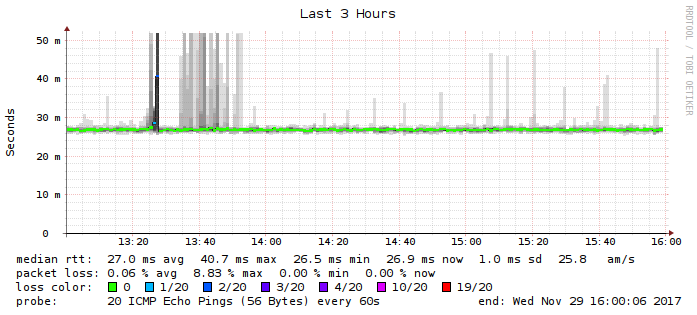 Last 3 Hours
RRDTOOL / TOBI OETIKER
Seconds
50 m
40 m
30 m
20 m
10 m
0
13:20 13:40 14:00 14:20 14:40 15:00 15:20 15:40 16:00
median rtt: 27.0 ms avg 40.7 ms max 26.5 ms min 26.9 ms now 1.0 ms sd 25.8 am/s
packet loss: 0.06 % avg 8.83 % max 0.00 % min 0.00 % now
loss color: 0 1/20 2/20 3/20 4/20 10/20 19/20
probe: 20 ICMP Echo Pings (56 Bytes) every 60s end: Wed Nov 29 16:00:06 2017